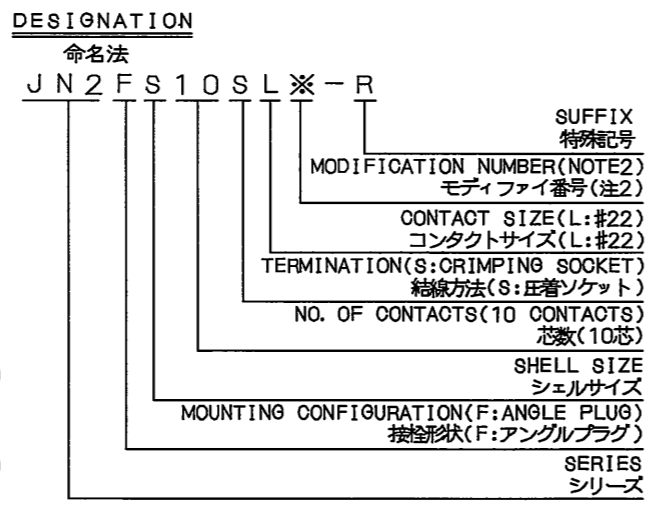 DESIGNATION
命名法
JN2FS10SL※-R
SUFFIX
特殊記号
MODIFICATION NUMBER(NOTE2)
モディファイ番号(注2)
CONTACT SIZE(L:#22)
コンタクトサイズ(L:#22)
TERMINATION(S:CRIMPING SOCKET)
結線方法(S:圧着ソケット)
NO. OF CONTACTS(10 CONTACTS)
芯数(10芯)
SHELL SIZE
シェルサイズ
MOUNTING CONFIGURATION(F:ANGLE PLUG)
接栓形状(F:アングルプラグ)
SERIES
シリーズ